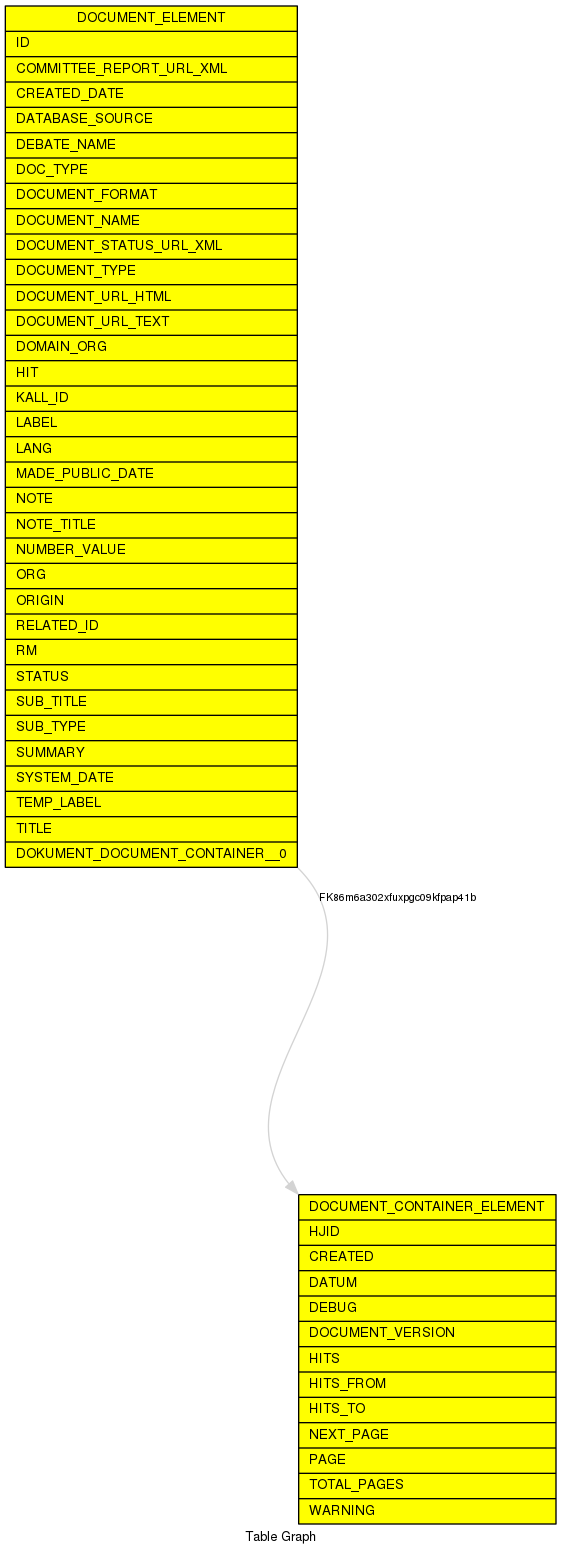 DOCUMENT_ELEMENT
ID
COMMITTEE_REPORT_URL_XML
CREATED_DATE
DATABASE_SOURCE
DEBATE_NAME
DOC_TYPE
DOCUMENT_FORMAT
DOCUMENT_NAME
DOCUMENT_STATUS_URL_XML
DOCUMENT_TYPE
DOCUMENT_URL_HTML
DOCUMENT_URL_TEXT
DOMAIN_ORG
HIT
KALL_ID
LABEL
LANG
MADE_PUBLIC_DATE
NOTE
NOTE_TITLE
NUMBER_VALUE
ORG
ORIGIN
RELATED_ID
RM
STATUS
SUB_TITLE
SUB_TYPE
SUMMARY
SYSTEM_DATE
TEMP_LABEL
TITLE
DOKUMENT_DOCUMENT_CONTAINER__0
FK86m6a302xfuxpgc09kfpap41b
DOCUMENT_CONTAINER_ELEMENT
HJID
CREATED
DATUM
DEBUG
DOCUMENT_VERSION
HITS
HITS_FROM
HITS_TO
NEXT_PAGE
PAGE
TOTAL_PAGES
WARNING
Table Graph